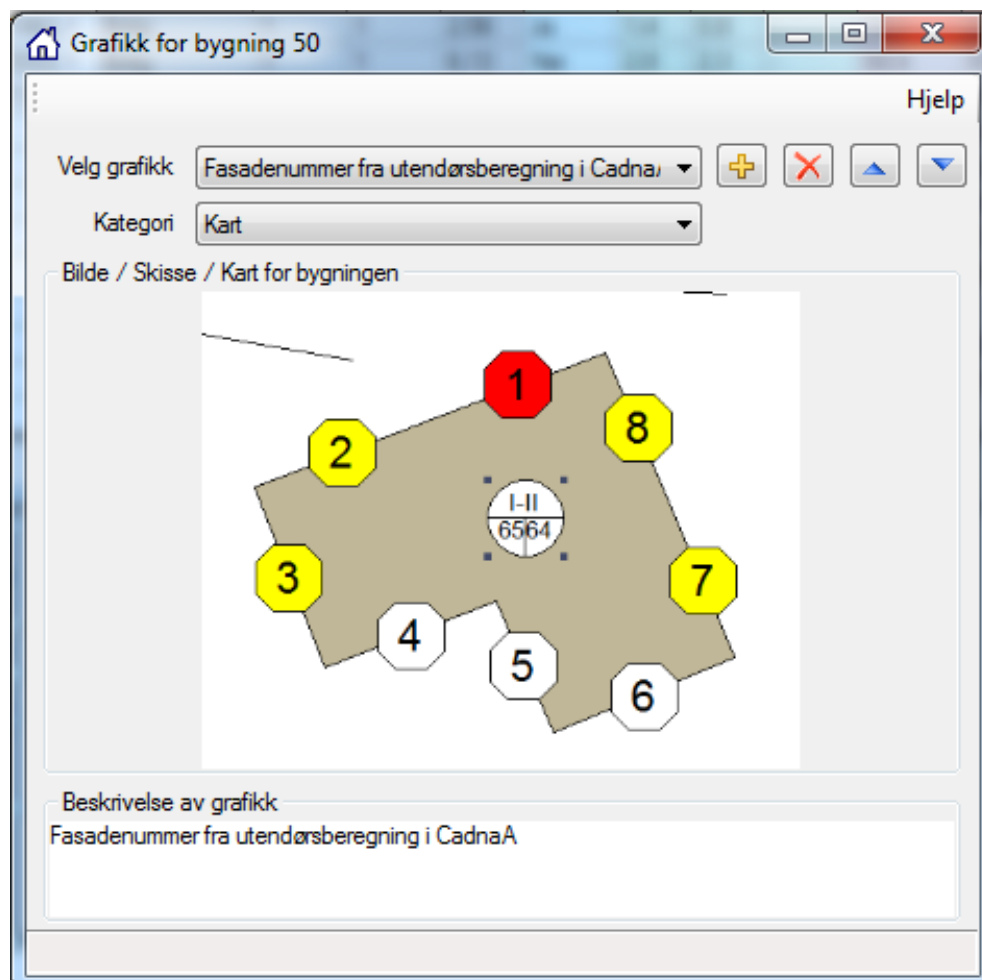 Grafikk for bygning 50
Hjelp
Velg grafikk Fasadenummer fra utendørsberegning i Cadna
Kategori Kart
Bilde / Skisse / Kart for bygningen
1
2
8
I-II
6564
3
7
4
5
6
Beskrivelse av grafikk
Fasadenummer fra utendørsberegning i CadnaA